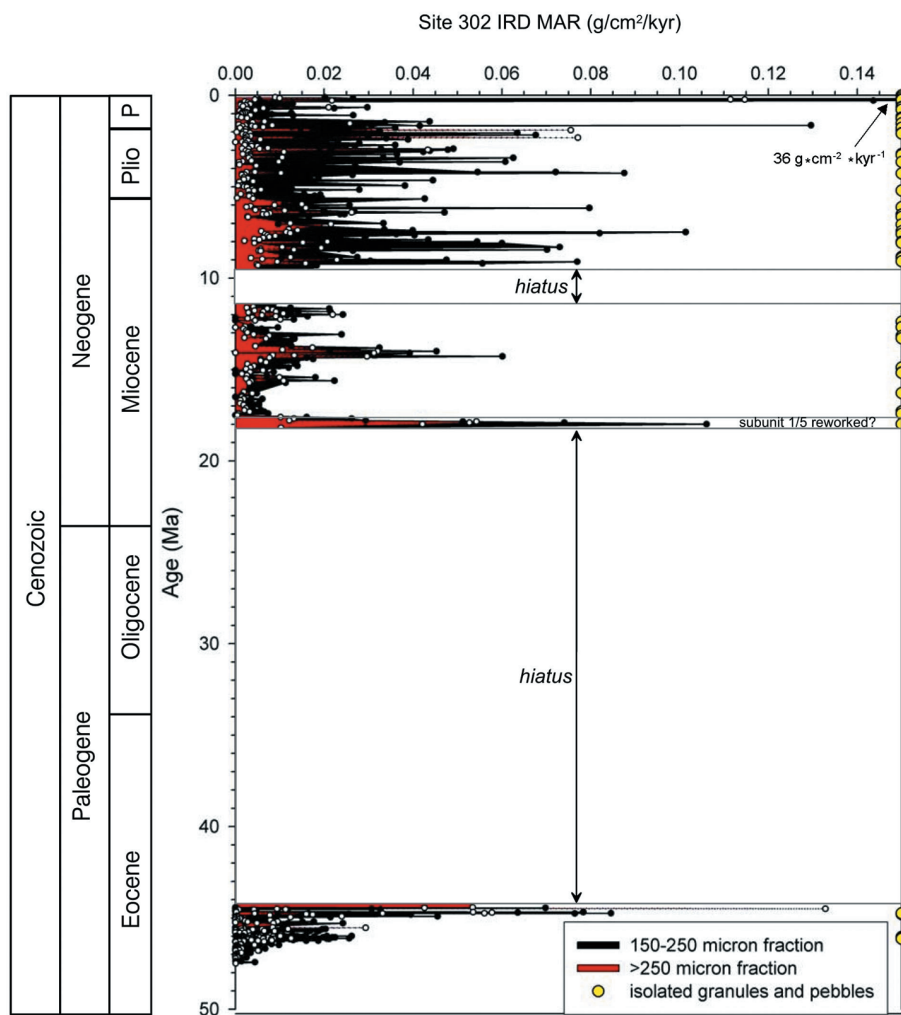 Site 302 IRD MAR (g/cm²/kyr)
0.00 0.02 0.04 0.06 0.08 0.10 0.12 0.14
Cenozoic
Neogene
Paleogene
P
Plio
Miocene
Oligocene
Eocene
Age (Ma)
0
10
20
30
40
50
36 g*cm⁻² *kyr⁻¹
hiatus
subunit 1/5 reworked?
hiatus
150-250 micron fraction
>250 micron fraction
isolated granules and pebbles